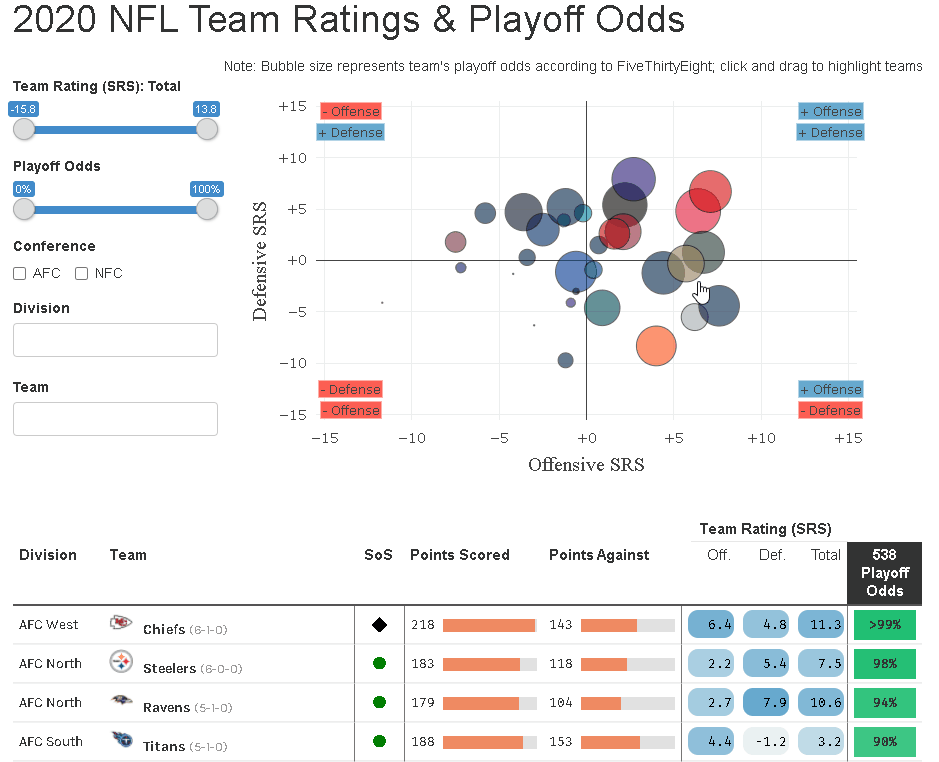 2020 NFL Team Ratings & Playoff Odds
Note: Bubble size represents team's playoff odds according to FiveThirtyEight; click and drag to highlight teams
Team Rating (SRS): Total
-15.8 13.8
Playoff Odds
0% 100%
Conference
AFC NFC
Division
Team
Defensive SRS
+15
+10
+5
+0
−5
−10
−15
- Offense
+ Defense
+ Offense
+ Defense
- Defense
- Offense
+ Offense
- Defense
−15 −10 −5 +0 +5 +10 +15
Offensive SRS
Team Rating (SRS)
Division Team SoS Points Scored Points Against Off. Def. Total 538
Playoff
Odds
AFC West Chiefs (6-1-0) 218 143 6.4 4.8 11.3 >99%
AFC North Steelers (6-0-0) 183 118 2.2 5.4 7.5 98%
AFC North Ravens (5-1-0) 179 104 2.7 7.9 10.6 94%
AFC South Titans (5-1-0) 188 153 4.4 -1.2 3.2 90%